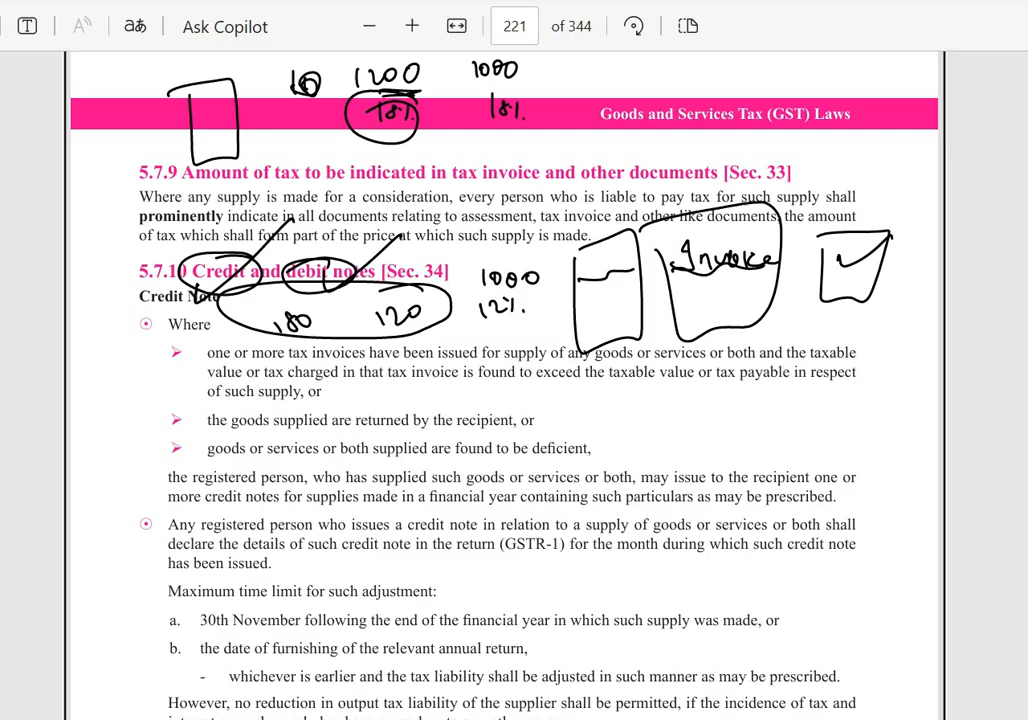 Ask Copilot
221 of 344
1200 1000
18%. 18%.
Goods and Services Tax (GST) Laws
5.7.9 Amount of tax to be indicated in tax invoice and other documents [Sec. 33]
Where any supply is made for a consideration, every person who is liable to pay tax for such supply shall
prominently indicate in all documents relating to assessment, tax invoice and other like documents, the amount
of tax which shall form part of the price at which such supply is made.
Invoice
5.7.10 Credit and debit notes [Sec. 34]
1000
Credit Note
12%.
180 120
Where
one or more tax invoices have been issued for supply of any goods or services or both and the taxable
value or tax charged in that tax invoice is found to exceed the taxable value or tax payable in respect
of such supply, or
the goods supplied are returned by the recipient, or
goods or services or both supplied are found to be deficient,
the registered person, who has supplied such goods or services or both, may issue to the recipient one or
more credit notes for supplies made in a financial year containing such particulars as may be prescribed.
Any registered person who issues a credit note in relation to a supply of goods or services or both shall
declare the details of such credit note in the return (GSTR-1) for the month during which such credit note
has been issued.
Maximum time limit for such adjustment:
a. 30th November following the end of the financial year in which such supply was made, or
b. the date of furnishing of the relevant annual return,
- whichever is earlier and the tax liability shall be adjusted in such manner as may be prescribed.
However, no reduction in output tax liability of the supplier shall be permitted, if the incidence of tax and